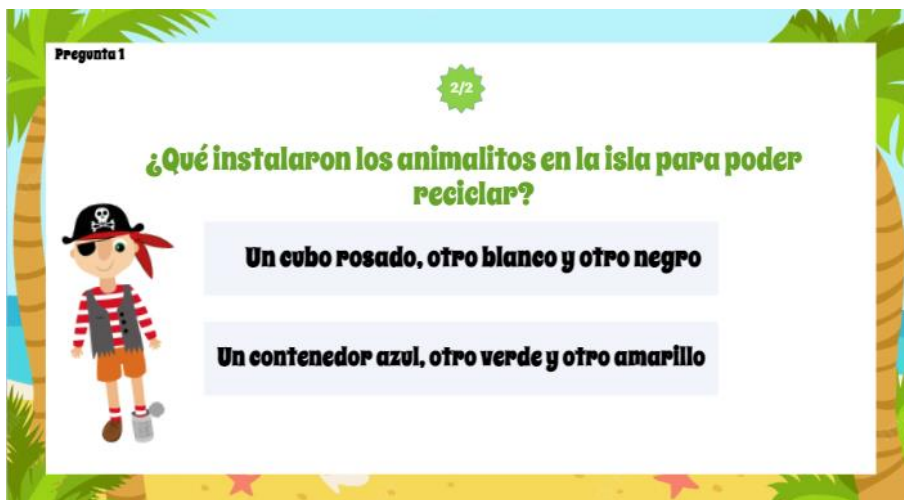 Pregunta 1
2/2
¿Qué instalaron los animalitos en la isla para poder
reciclar?
Un cubo rosado, otro blanco y otro negro
Un contenedor azul, otro verde y otro amarillo